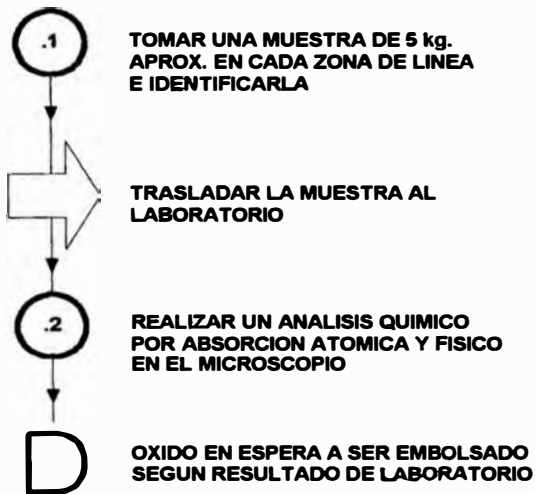 .1
TOMAR UNA MUESTRA DE 5 kg.
APROX. EN CADA ZONA DE LINEA
E IDENTIFICARLA
TRASLADAR LA MUESTRA AL
LABORATORIO
.2
REALIZAR UN ANALISIS QUIMICO
POR ABSORCION ATOMICA Y FISICO
EN EL MICROSCOPIO
D
OXIDO EN ESPERA A SER EMBOLSADO
SEGUN RESULTADO DE LABORATORIO